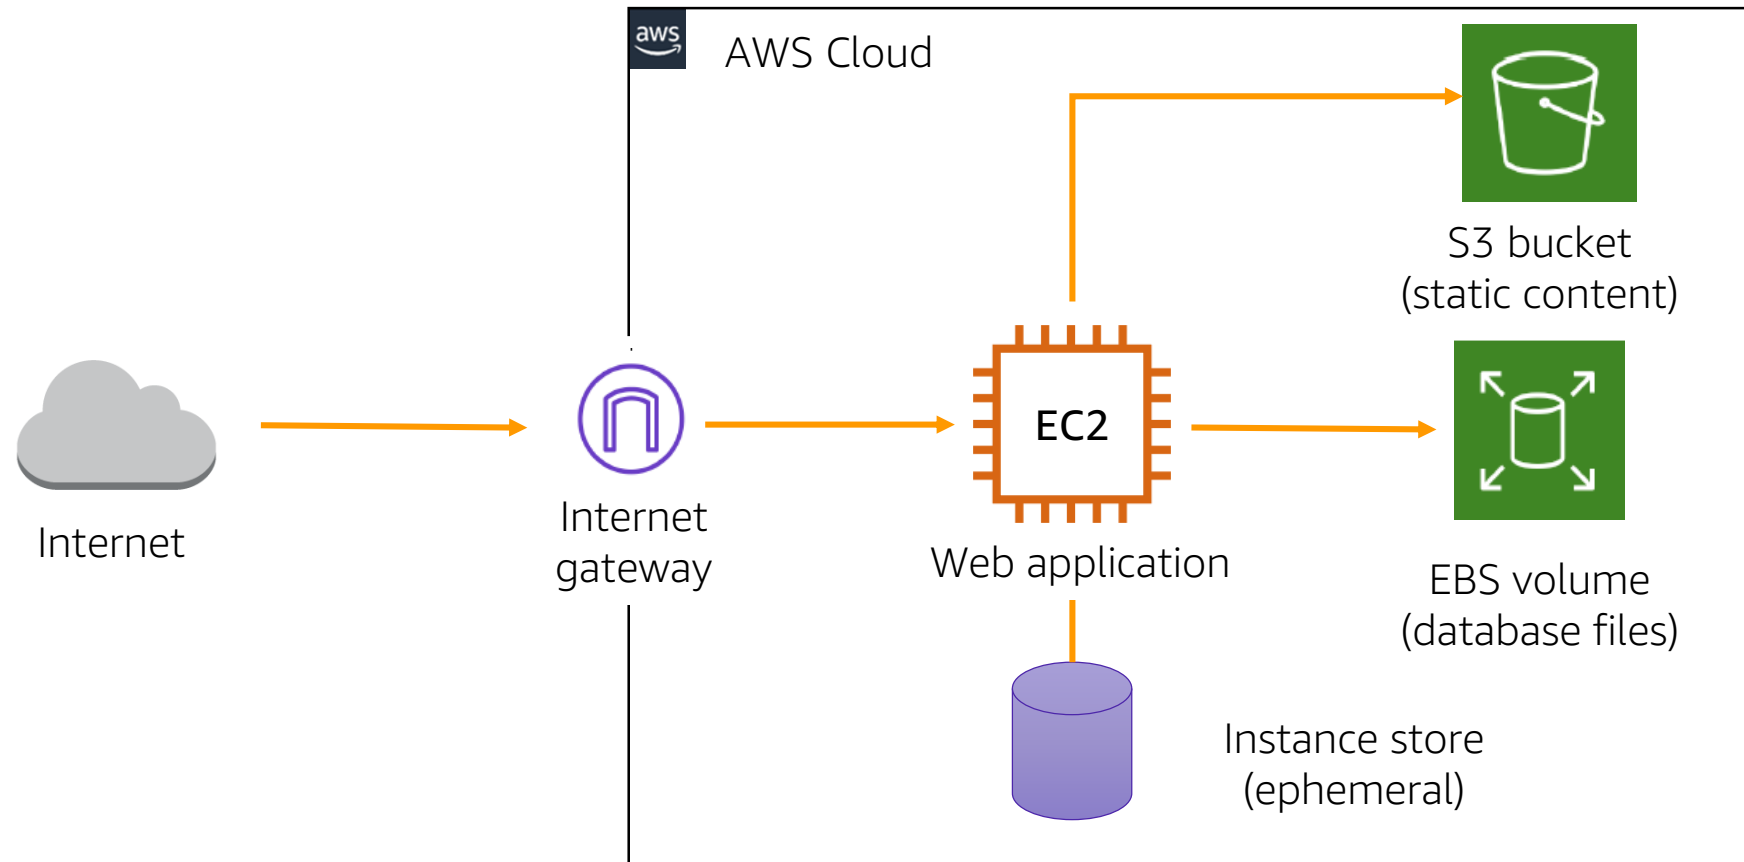 aws
AWS Cloud
S3 bucket
(static content)
EC2
Internet
Internet
gateway
Web application
EBS volume
(database files)
Instance store
(ephemeral)